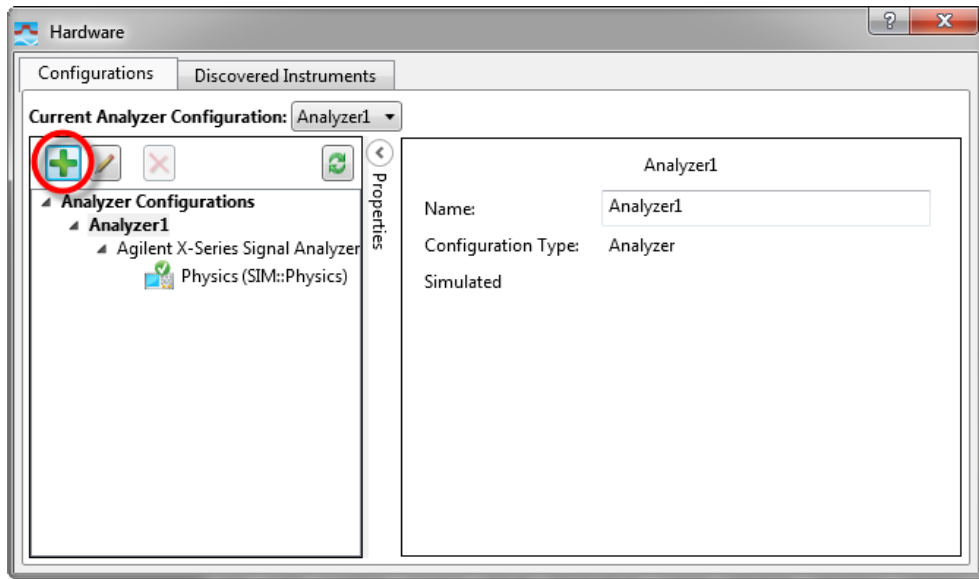 Hardware
Configurations Discovered Instruments
Current Analyzer Configuration: Analyzer1
Properties
Analyzer Configurations
Analyzer1
Agilent X-Series Signal Analyzer
Physics (SIM::Physics)
Analyzer1
Name: Analyzer1
Configuration Type: Analyzer
Simulated